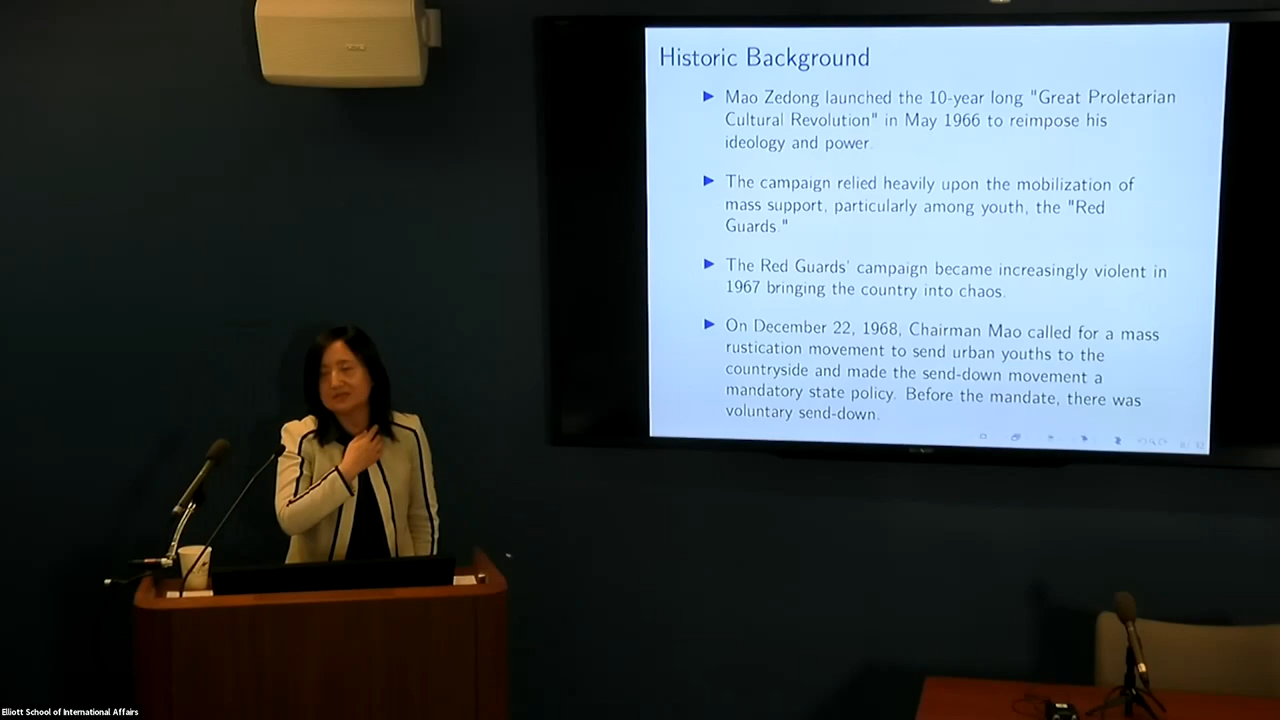 Historic Background
Mao Zedong launched the 10-year long "Great Proletarian
Cultural Revolution" in May 1966 to reimpose his
ideology and power.
The campaign relied heavily upon the mobilization of
mass support, particularly among youth, the "Red
Guards."
The Red Guards' campaign became increasingly violent in
1967 bringing the country into chaos.
On December 22, 1968, Chairman Mao called for a mass
rustication movement to send urban youths to the
countryside and made the send-down movement a
mandatory state policy. Before the mandate, there was
voluntary send-down.
Elliott School of International Affairs